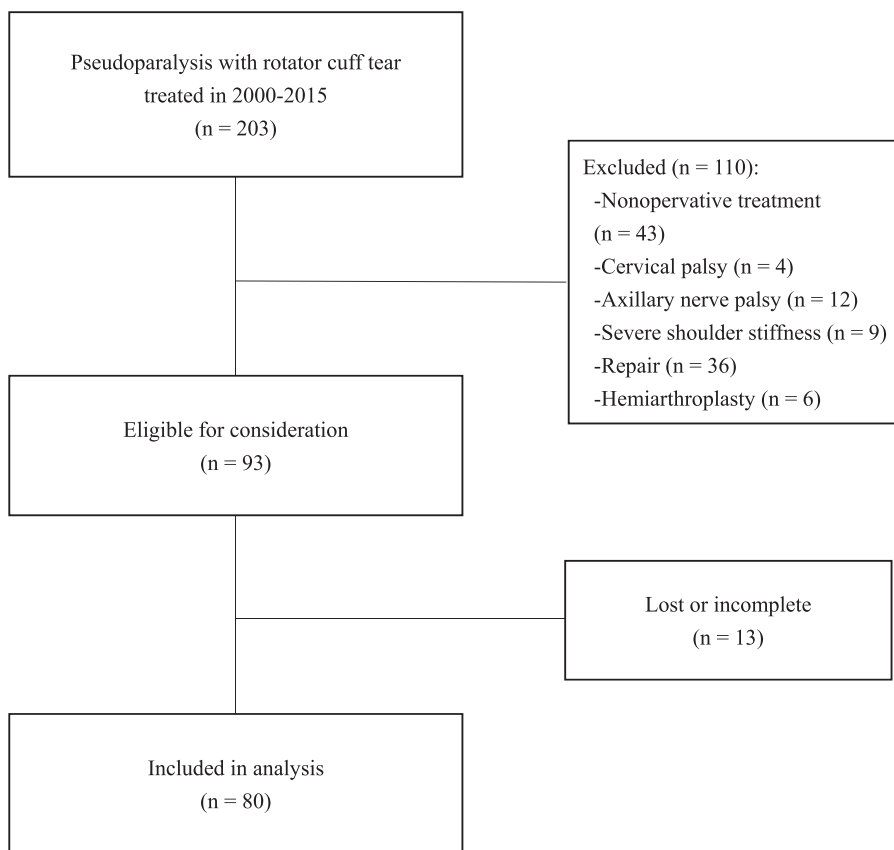 Pseudoparalysis with rotator cuff tear
treated in 2000-2015
(n = 203)
Excluded (n = 110):
-Nonopervative treatment
(n = 43)
-Cervical palsy (n = 4)
-Axillary nerve palsy (n = 12)
-Severe shoulder stiffness (n = 9)
-Repair (n = 36)
-Hemiarthroplasty (n = 6)
Eligible for consideration
(n = 93)
Lost or incomplete
(n = 13)
Included in analysis
(n = 80)